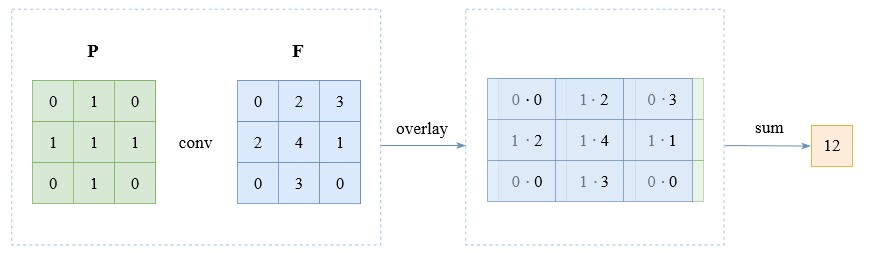 P F
0 1 0
1 1 1
0 1 0
conv
0 2 3
2 4 1
0 3 0
overlay
0 · 0 1 · 2 0 · 3
1 · 2 1 · 4 1 · 1
0 · 0 1 · 3 0 · 0
sum
12